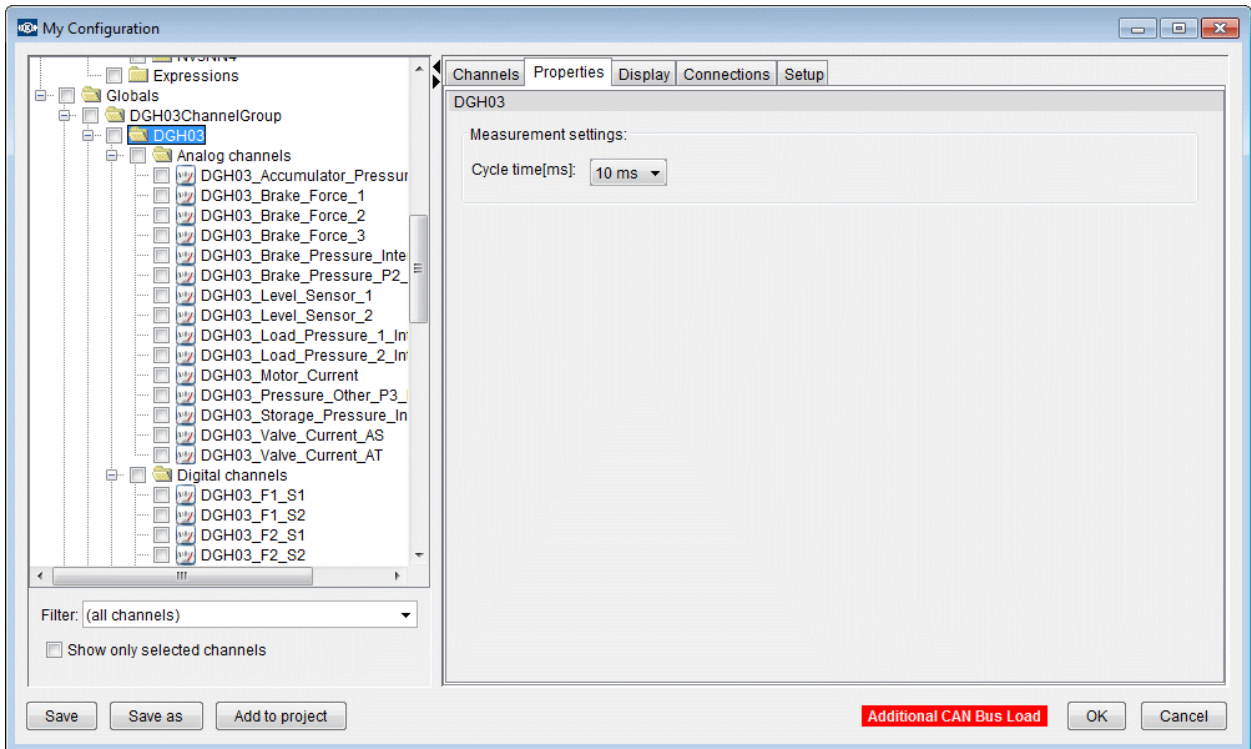 My Configuration
Expressions
Globals
DGH03ChannelGroup
DGH03
Analog channels
DGH03_Accumulator_Pressur
DGH03_Brake_Force_1
DGH03_Brake_Force_2
DGH03_Brake_Force_3
DGH03_Brake_Pressure_Inte
DGH03_Brake_Pressure_P2_
DGH03_Level_Sensor_1
DGH03_Level_Sensor_2
DGH03_Load_Pressure_1_In
DGH03_Load_Pressure_2_In
DGH03_Motor_Current
DGH03_Pressure_Other_P3_
DGH03_Storage_Pressure_In
DGH03_Valve_Current_AS
DGH03_Valve_Current_AT
Digital channels
DGH03_F1_S1
DGH03_F1_S2
DGH03_F2_S1
DGH03_F2_S2
Filter: (all channels)
Show only selected channels
Channels Properties Display Connections Setup
DGH03
Measurement settings:
Cycle time[ms]: 10 ms
Save Save as Add to project Additional CAN Bus Load OK Cancel